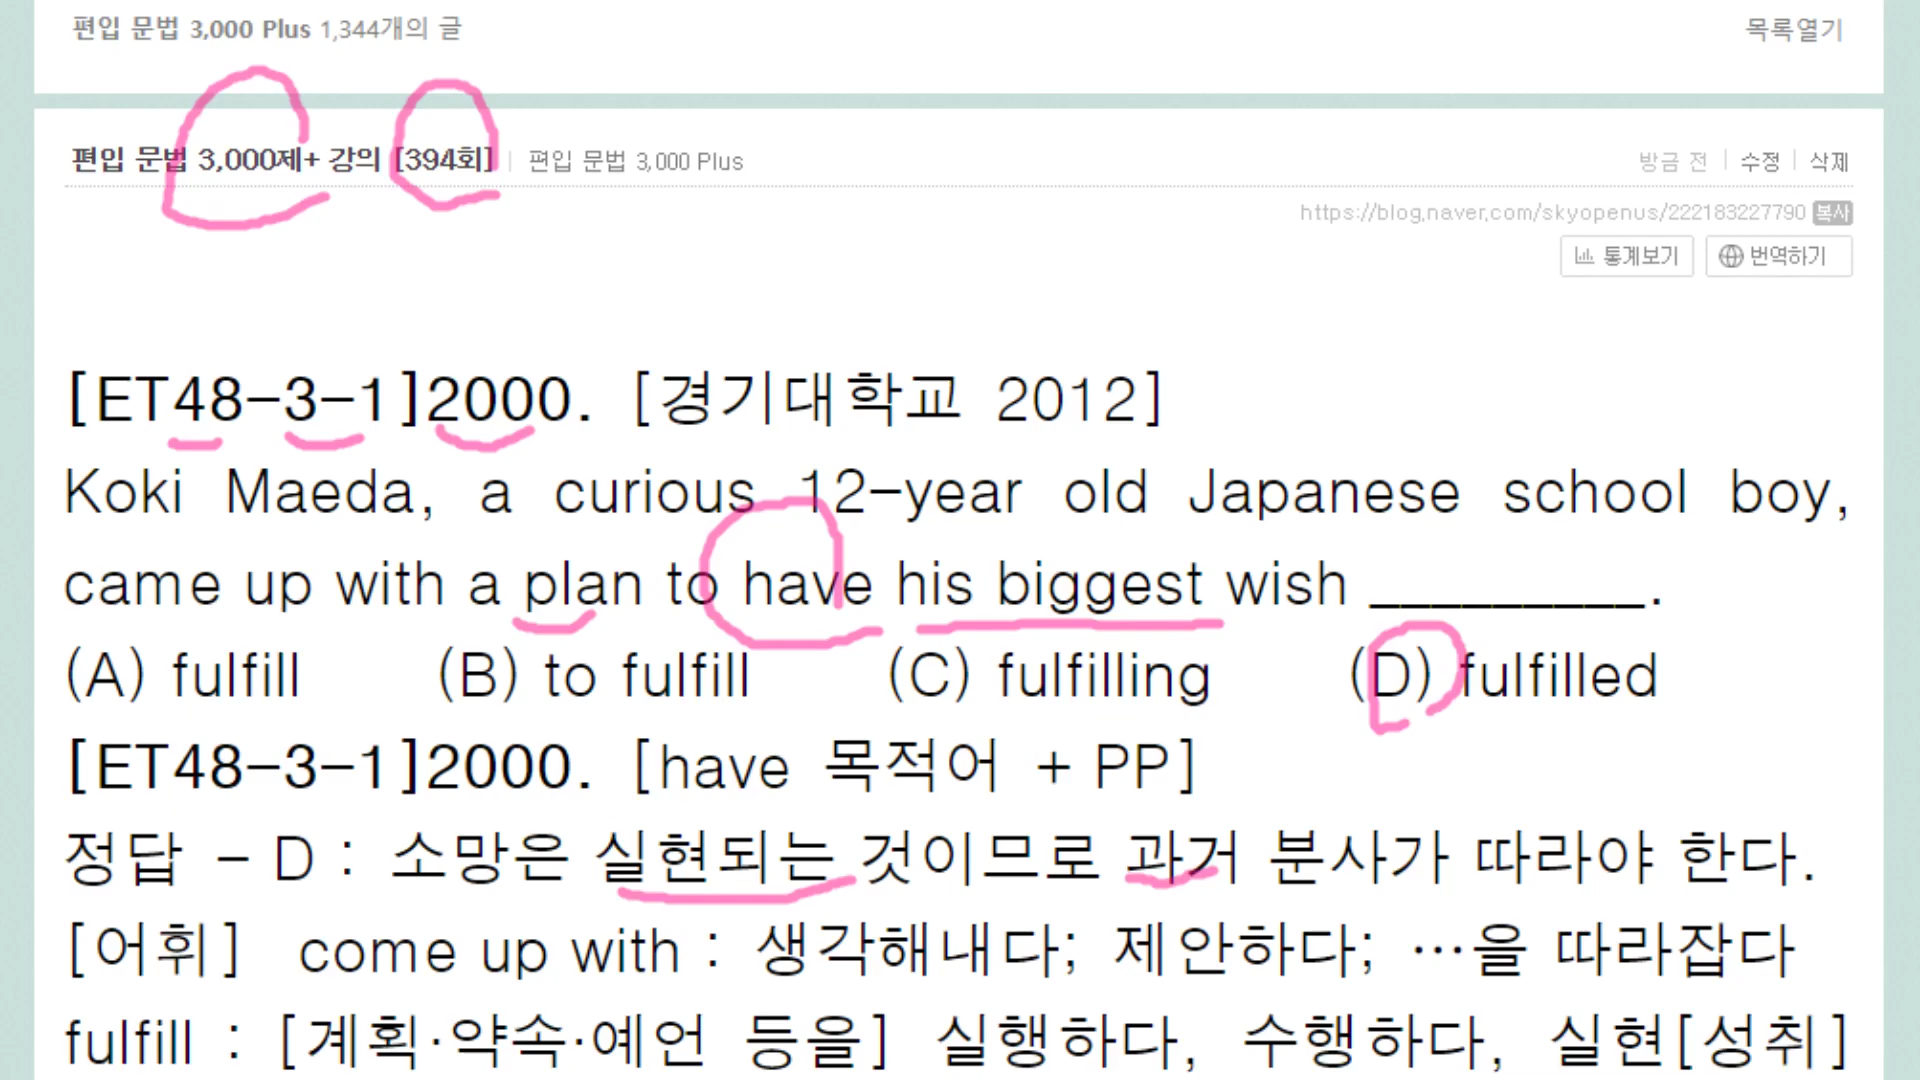 편입 문법 3,000 Plus 1,344개의 글
목록열기
편입 문법 3,000제+ 강의 [394회] | 편입 문법 3,000 Plus
방금 전 | 수정 | 삭제
https://blog.naver.com/skyopenus/222183227790 복사
통계보기 번역하기
[ET48-3-1]2000. [경기대학교 2012]
Koki Maeda, a curious 12-year old Japanese school boy,
came up with a plan to have his biggest wish _________.
(A) fulfill (B) to fulfill (C) fulfilling (D) fulfilled
[ET48-3-1]2000. [have 목적어 + PP]
정답 - D : 소망은 실현되는 것이므로 과거 분사가 따라야 한다.
[어휘] come up with : 생각해내다; 제안하다; …을 따라잡다
fulfill : [계획·약속·예언 등을] 실행하다, 수행하다, 실현[성취]